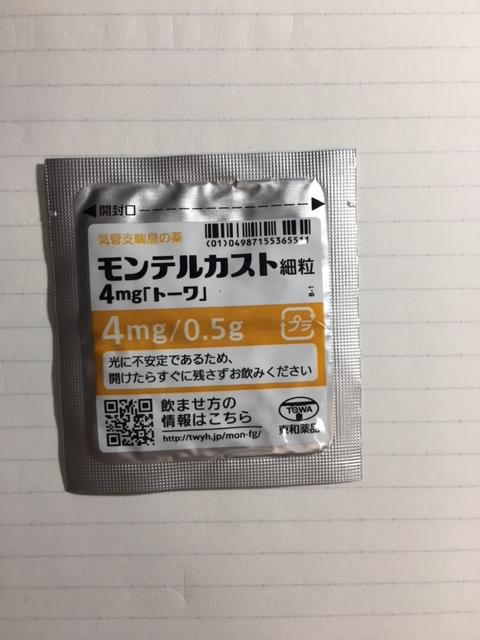 開封口
気管支喘息の薬
(01)04987155365511
モンテルカスト細粒
4mg「トーワ」
B-1
4mg/0.5g
プラ
光に不安定であるため、
開けたらすぐに残さずお飲みください
飲ませ方の
情報はこちら
http://twyh.jp/mon-fg/
TOWA
東和薬品